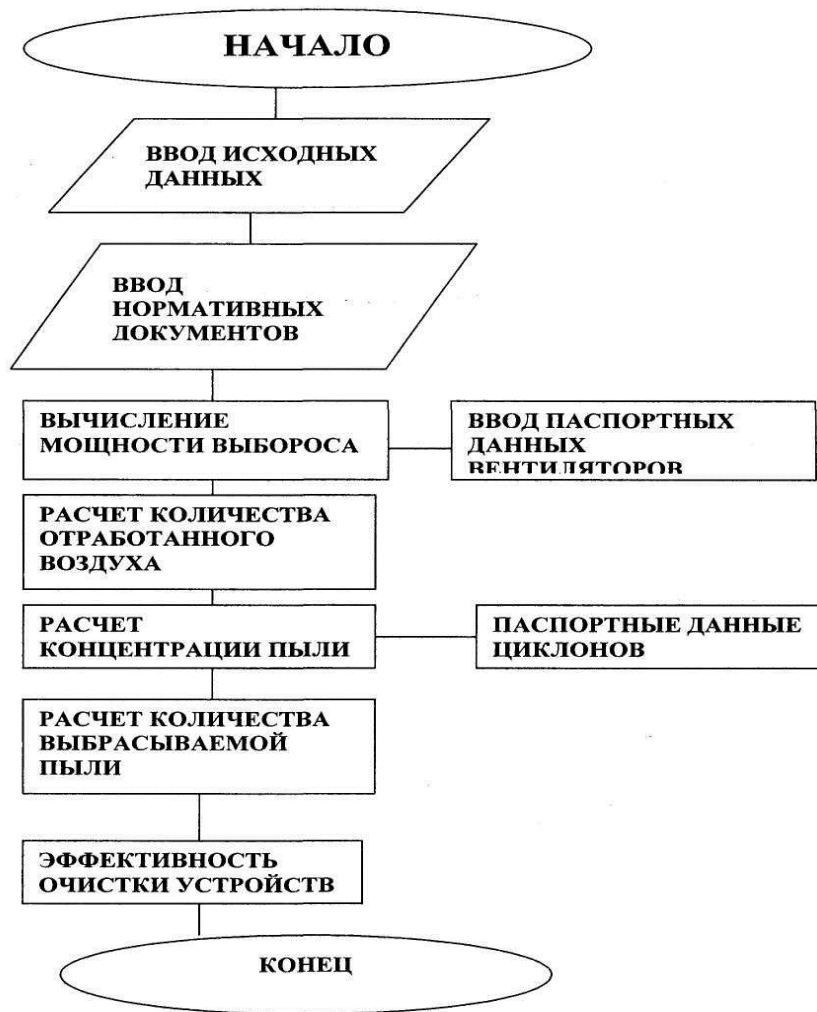 НАЧАЛО
ВВОД ИСХОДНЫХ
ДАННЫХ
ВВОД
НОРМАТИВНЫХ
ДОКУМЕНТОВ
ВЫЧИСЛЕНИЕ
МОЩНОСТИ ВЫБОРОСА
ВВОД ПАСПОРТНЫХ
ДАННЫХ
ВЕНТИЛЯТОРОВ
РАСЧЕТ КОЛИЧЕСТВА
ОТРАБОТАННОГО
ВОЗДУХА
РАСЧЕТ
КОНЦЕНТРАЦИИ ПЫЛИ
ПАСПОРТНЫЕ ДАННЫЕ
ЦИКЛОНОВ
РАСЧЕТ КОЛИЧЕСТВА
ВЫБРАСЫВАЕМОЙ
ПЫЛИ
ЭФФЕКТИВНОСТЬ
ОЧИСТКИ УСТРОЙСТВ
КОНЕЦ